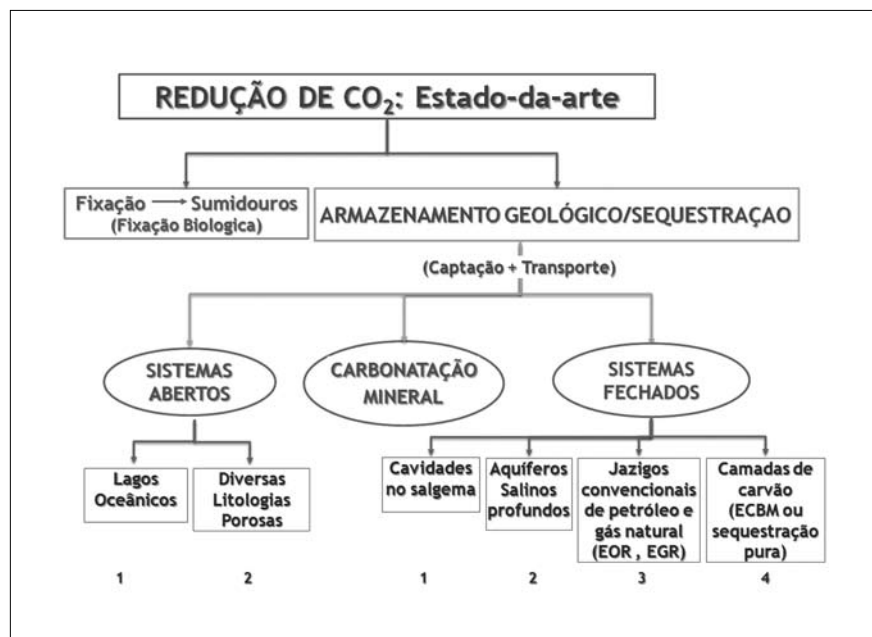 REDUÇÃO DE CO₂: Estado-da-arte
Fixação → Sumidouros
(Fixação Biologica)
ARMAZENAMENTO GEOLÓGICO/SEQUESTRAÇAO
(Captação + Transporte)
SISTEMAS
ABERTOS
CARBONATAÇÃO
MINERAL
SISTEMAS
FECHADOS
Lagos
Oceânicos
Diversas
Litologias
Porosas
Cavidades
no salgema
Aquíferos
Salinos
profundos
Jazigos
convencionais
de petróleo e
gás natural
(EOR , EGR)
Camadas de
carvão
(ECBM ou
sequestração
pura)
1
2
1
2
3
4